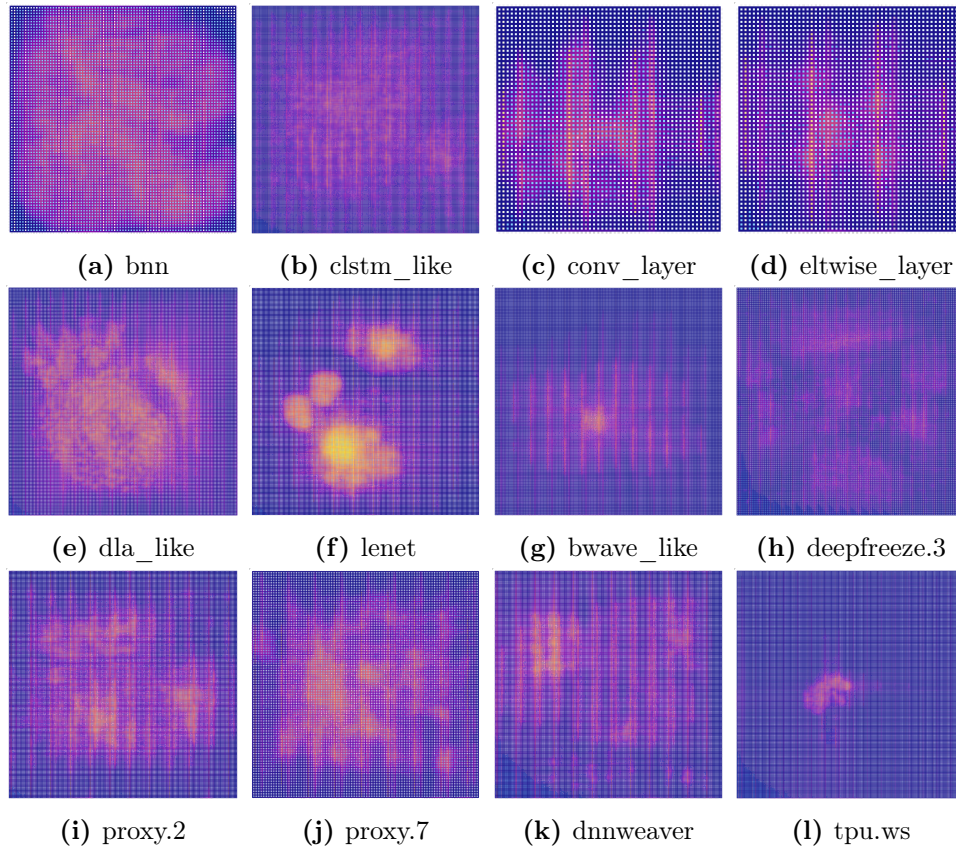 (a) bnn
(b) clstm_like
(c) conv_layer
(d) eltwise_layer
(e) dla_like
(f) lenet
(g) bwave_like
(h) deepfreeze.3
(i) proxy.2
(j) proxy.7
(k) dnnweaver
(l) tpu.ws